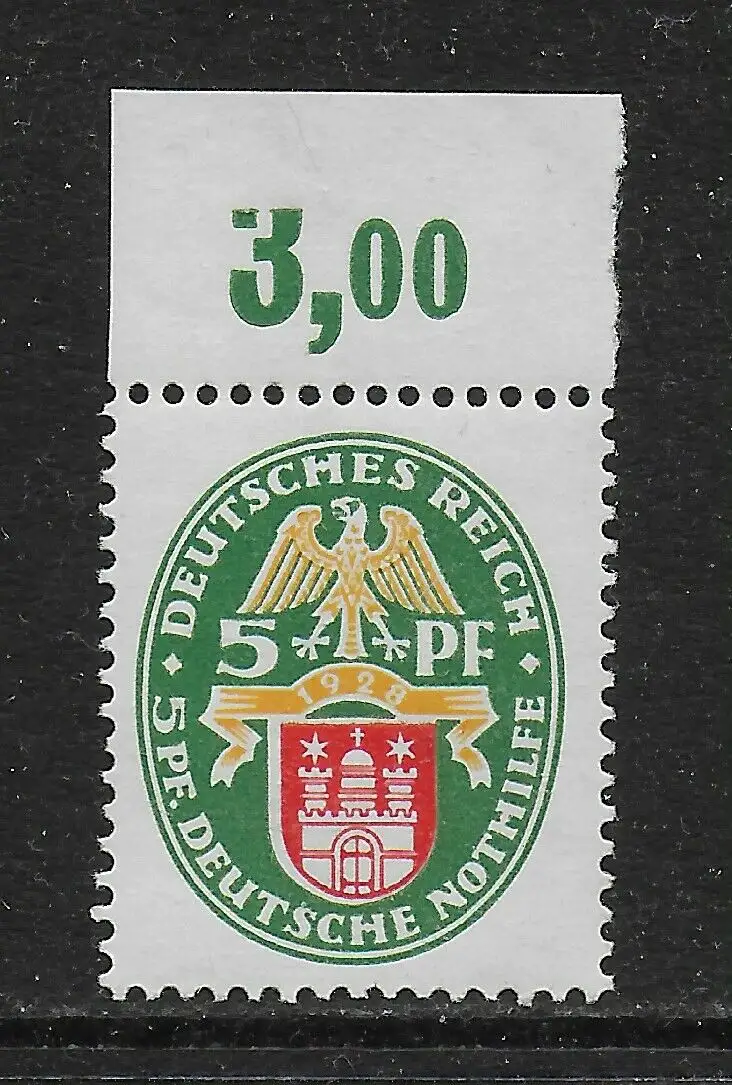 3,00
DEUTSCHES REICH
5 PF
1928
5 PF. DEUTSCHE NOTHILFE